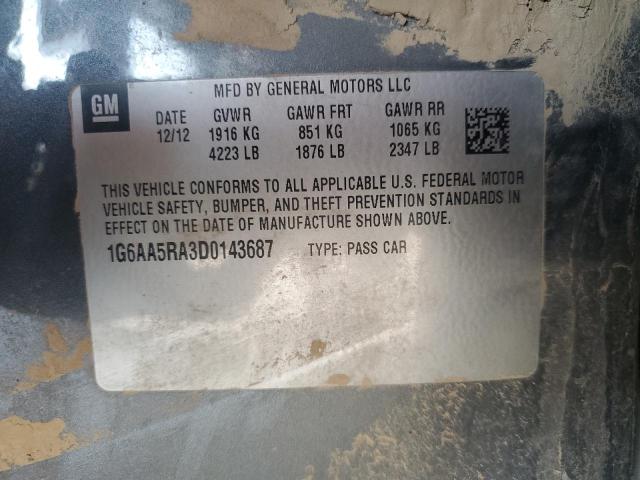 GM
MFD BY GENERAL MOTORS LLC
DATE GVWR GAWR FRT GAWR RR
12/12 1916 KG 851 KG 1065 KG
4223 LB 1876 LB 2347 LB
THIS VEHICLE CONFORMS TO ALL APPLICABLE U.S. FEDERAL MOTOR
VEHICLE SAFETY, BUMPER, AND THEFT PREVENTION STANDARDS IN
EFFECT ON THE DATE OF MANUFACTURE SHOWN ABOVE.
1G6AA5RA3D0143687 TYPE: PASS CAR